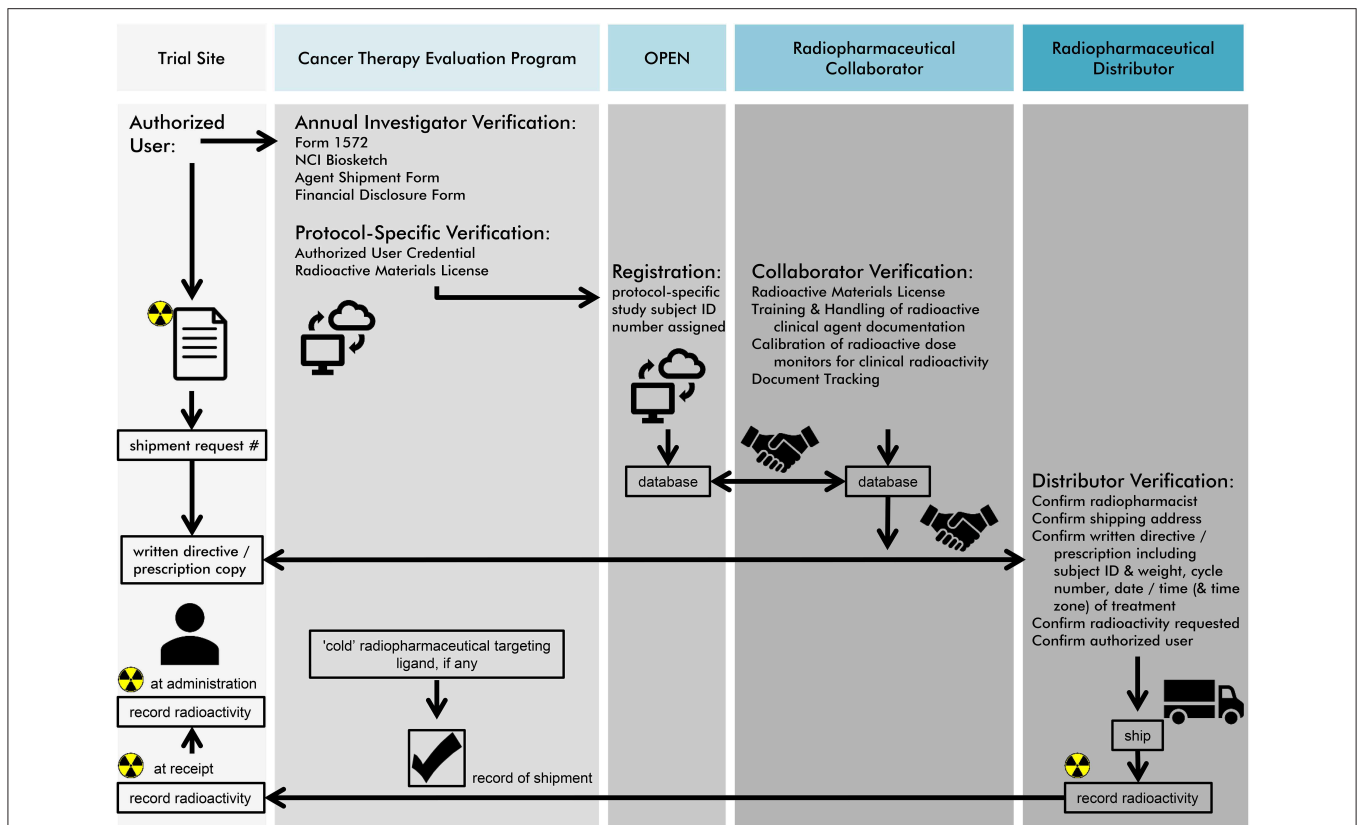 Trial Site
Cancer Therapy Evaluation Program
OPEN
Radiopharmaceutical
Collaborator
Radiopharmaceutical
Distributor
Authorized
User:
shipment request #
written directive /
prescription copy
at administration
record radioactivity
at receipt
record radioactivity
Annual Investigator Verification:
Form 1572
NCI Biosketch
Agent Shipment Form
Financial Disclosure Form
Protocol-Specific Verification:
Authorized User Credential
Radioactive Materials License
'cold' radiopharmaceutical targeting
ligand, if any
record of shipment
Registration:
protocol-specific
study subject ID
number assigned
database
Collaborator Verification:
Radioactive Materials License
Training & Handling of radioactive
clinical agent documentation
Calibration of radioactive dose
monitors for clinical radioactivity
Document Tracking
database
Distributor Verification:
Confirm radiopharmacist
Confirm shipping address
Confirm written directive /
prescription including
subject ID & weight, cycle
number, date / time (& time
zone) of treatment
Confirm radioactivity requested
Confirm authorized user
ship
record radioactivity